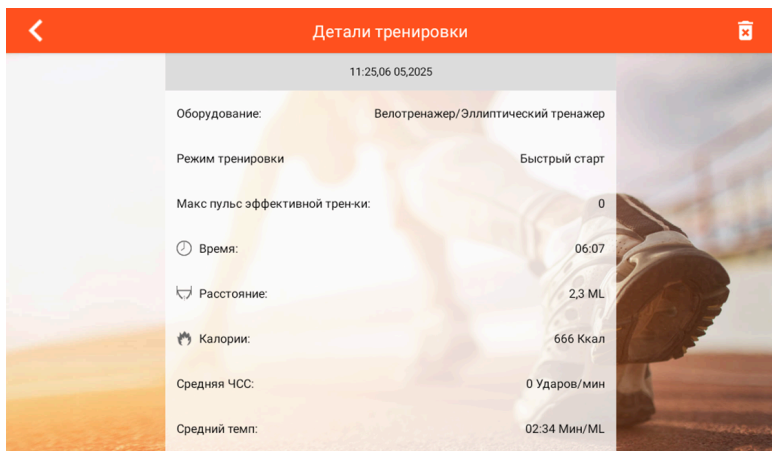 Детали тренировки
11:25,06 05,2025
Оборудование: Велотренажер/Эллиптический тренажер
Режим тренировки Быстрый старт
Макс пульс эффективной трен-ки: 0
Время: 06:07
Расстояние: 2,3 ML
Калории: 666 Ккал
Средняя ЧСС: 0 Ударов/мин
Средний темп: 02:34 Мин/ML